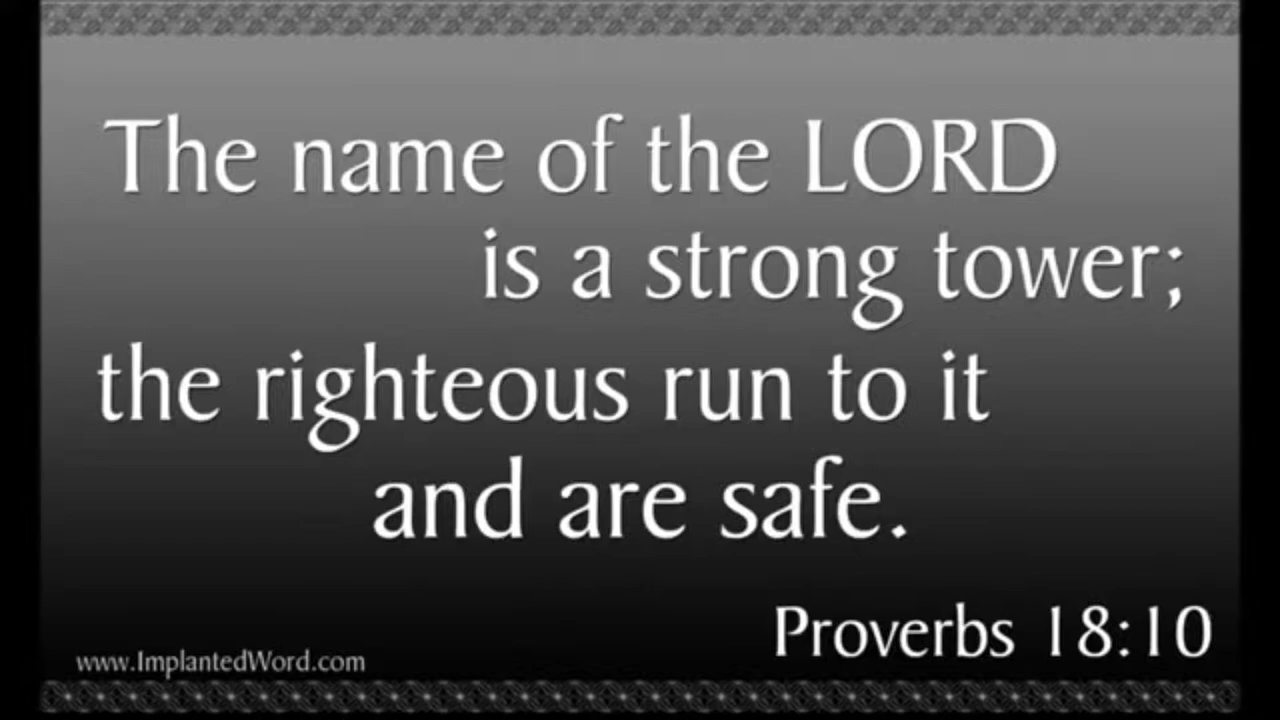 The name of the LORD
is a strong tower;
the righteous run to it
and are safe.
Proverbs 18:10
www.ImplantedWord.com